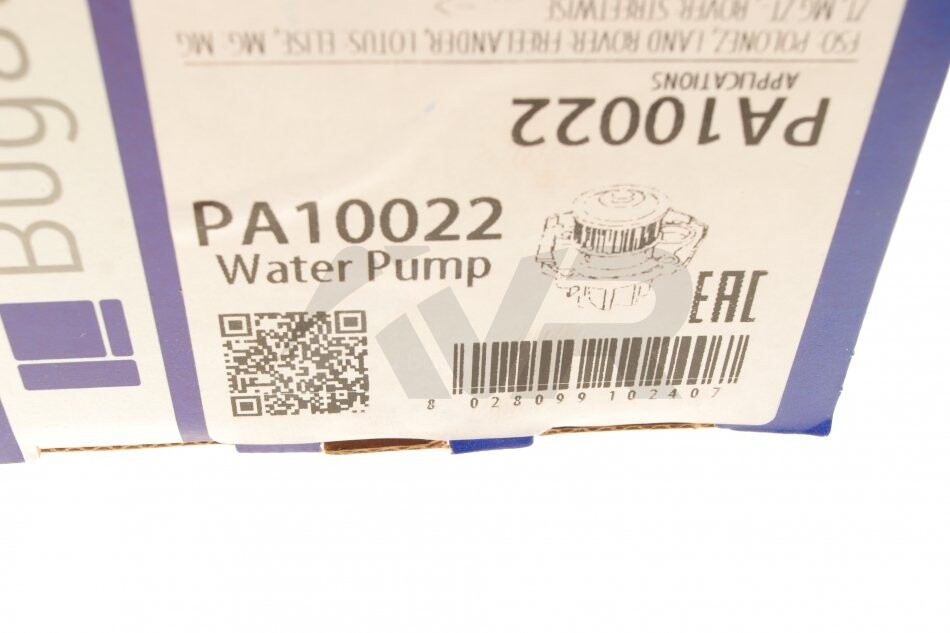 ZT, MG ZT-, ROVER STREETWISE
FSO- POLONEZ, LAND ROVER- FREELANDER, LOTUS- ELISE, MG- MG
APPLICATIONS
PA10022
PA10022
Water Pump
EAC
8 028099 102407